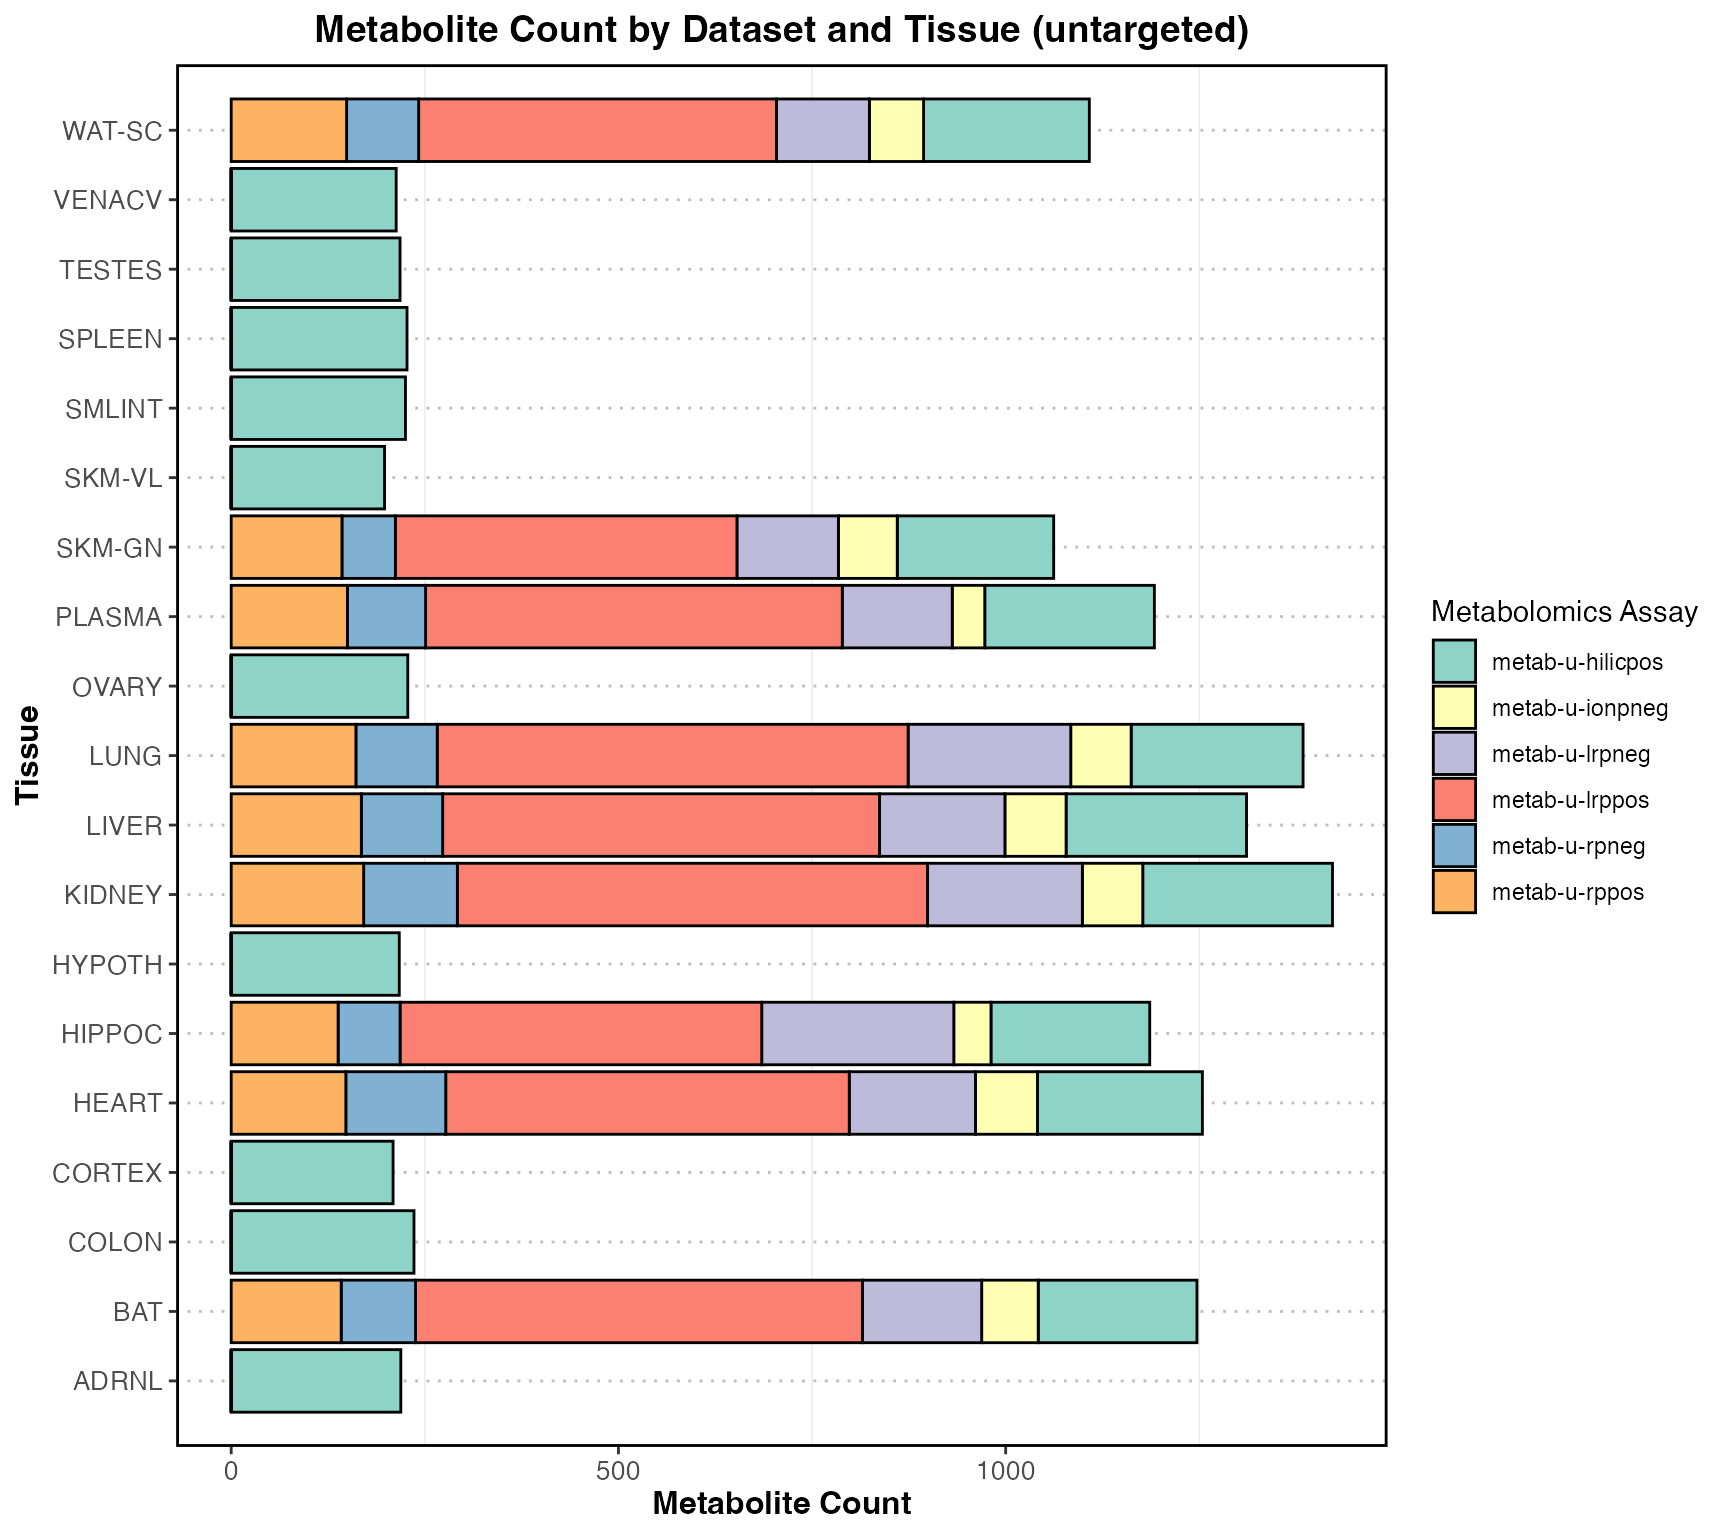 Metabolite Count by Dataset and Tissue (untargeted)
WAT-SC
VENACV
TESTES
SPLEEN
SMLINT
SKM-VL
SKM-GN
PLASMA
OVARY
LUNG
LIVER
KIDNEY
HYPOTH
HIPPOC
HEART
CORTEX
COLON
BAT
ADRNL
Tissue
0 500 1000
Metabolite Count
Metabolomics Assay
metab-u-hilicpos
metab-u-ionpneg
metab-u-lrpneg
metab-u-lrppos
metab-u-rpneg
metab-u-rppos